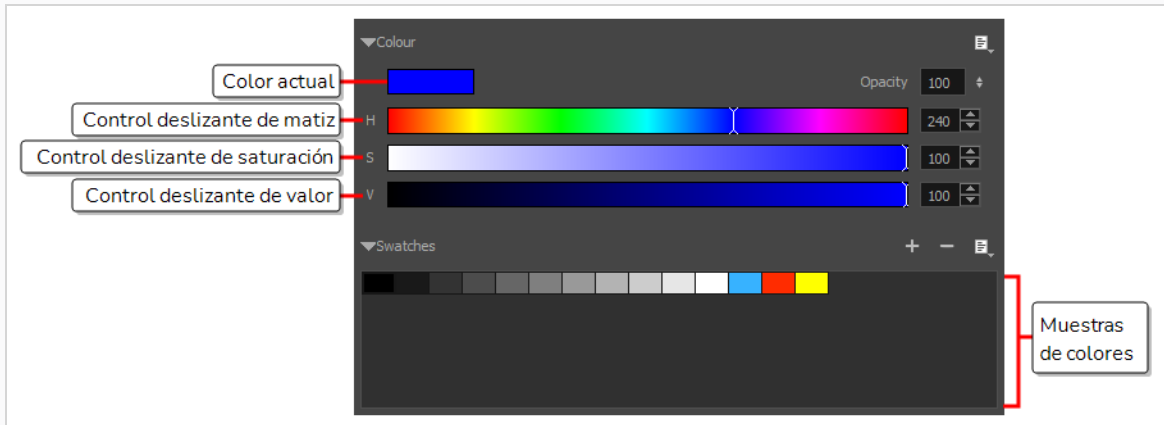 Colour
Color actual
Opacity 100
Control deslizante de matiz
H 240
Control deslizante de saturación
S 100
Control deslizante de valor
V 100
Swatches
Muestras
de colores